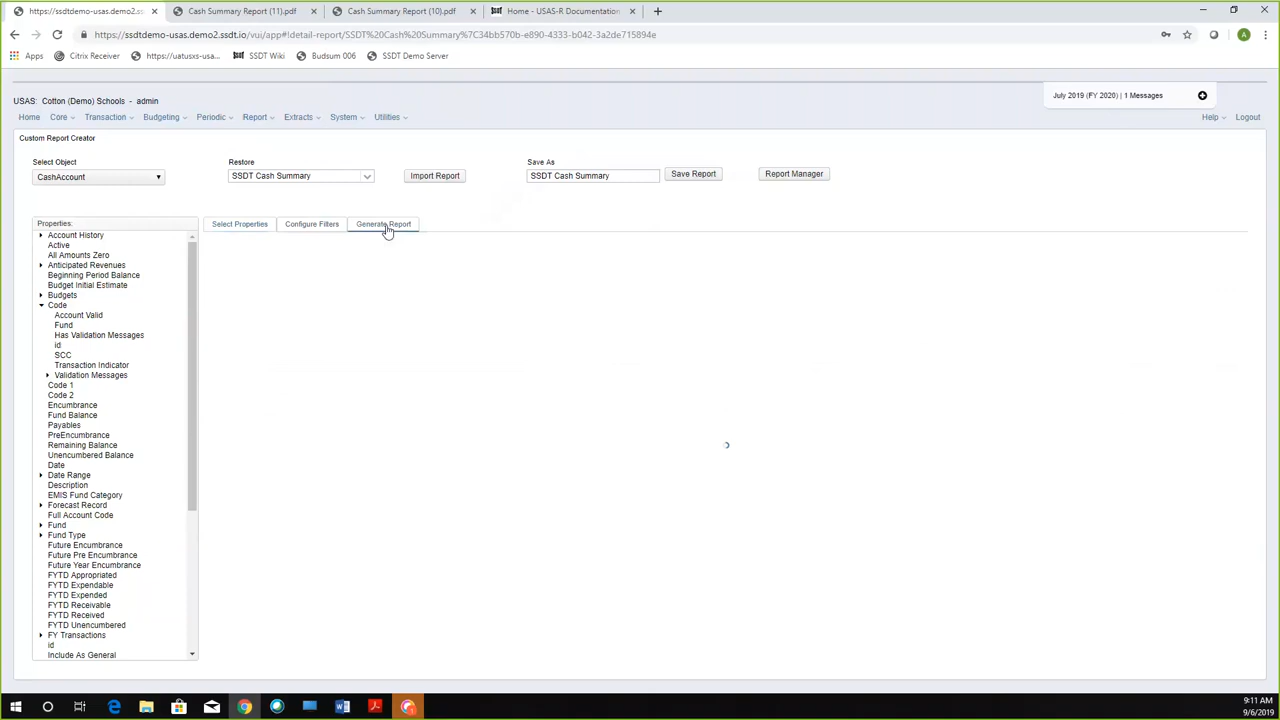 https://ssdtdemo-usas.demo2.ss
Cash Summary Report (11).pdf
Cash Summary Report (10).pdf
Home - USAS-R Documentation
https://ssdtdemo-usas.demo2.ssdt.io/vui/app#!detail-report/SSDT%20Cash%20Summary%7C34bb570b-e890-4333-b042-3a2de715894e
A
Apps
Citrix Receiver
https://uatusxs-usa...
SSDT Wiki
Budsum 006
SSDT Demo Server
July 2019 (FY 2020) | 1 Messages
USAS: Cotton (Demo) Schools - admin
Home Core Transaction Budgeting Periodic Report Extracts System Utilities Help Logout
Custom Report Creator
Select Object Restore Save As
CashAccount SSDT Cash Summary Import Report SSDT Cash Summary Save Report Report Manager
Properties: Select Properties Configure Filters Generate Report
Account History
Active
All Amounts Zero
Anticipated Revenues
Beginning Period Balance
Budget Initial Estimate
Budgets
Code
Account Valid
Fund
Has Validation Messages
id
SCC
Transaction Indicator
Validation Messages
Code 1
Code 2
Encumbrance
Fund Balance
Payables
PreEncumbrance
Remaining Balance
Unencumbered Balance
Date
Date Range
Description
EMIS Fund Category
Forecast Record
Full Account Code
Fund
Fund Type
Future Encumbrance
Future Pre Encumbrance
Future Year Encumbrance
FYTD Appropriated
FYTD Expendable
FYTD Expended
FYTD Receivable
FYTD Received
FYTD Unencumbered
FY Transactions
id
Include As General
9:11 AM
9/6/2019